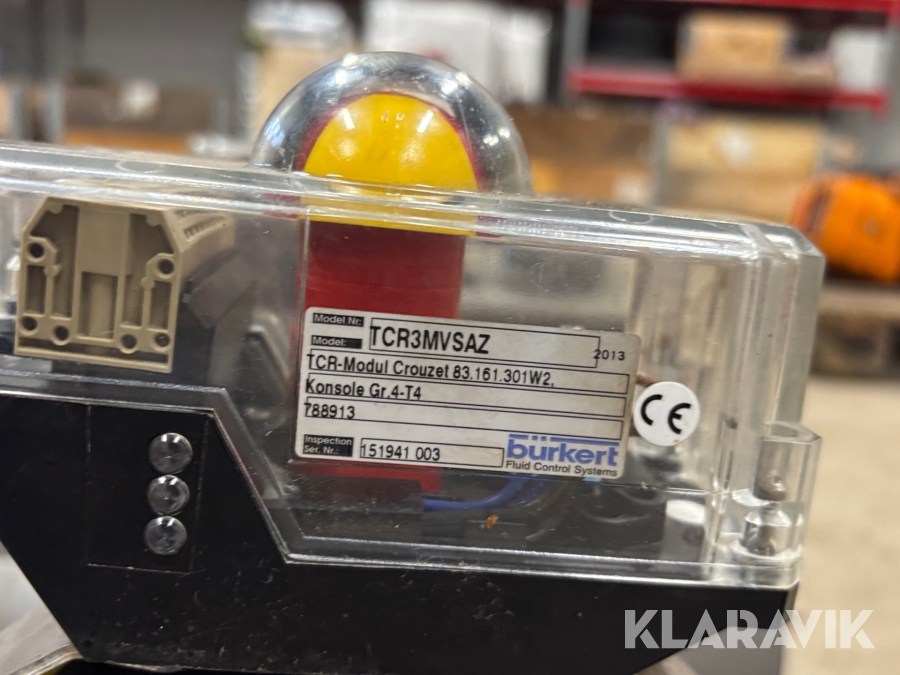 Model Nr.:
TCR3MVSAZ
Model:
2013
TCR-Modul Crouzet 83.161.301W2,
Konsole Gr.4-T4
788913
Inspection
Ser. Nr.:
151941 003
bürkert
Fluid Control Systems
CE
KLARAVIK